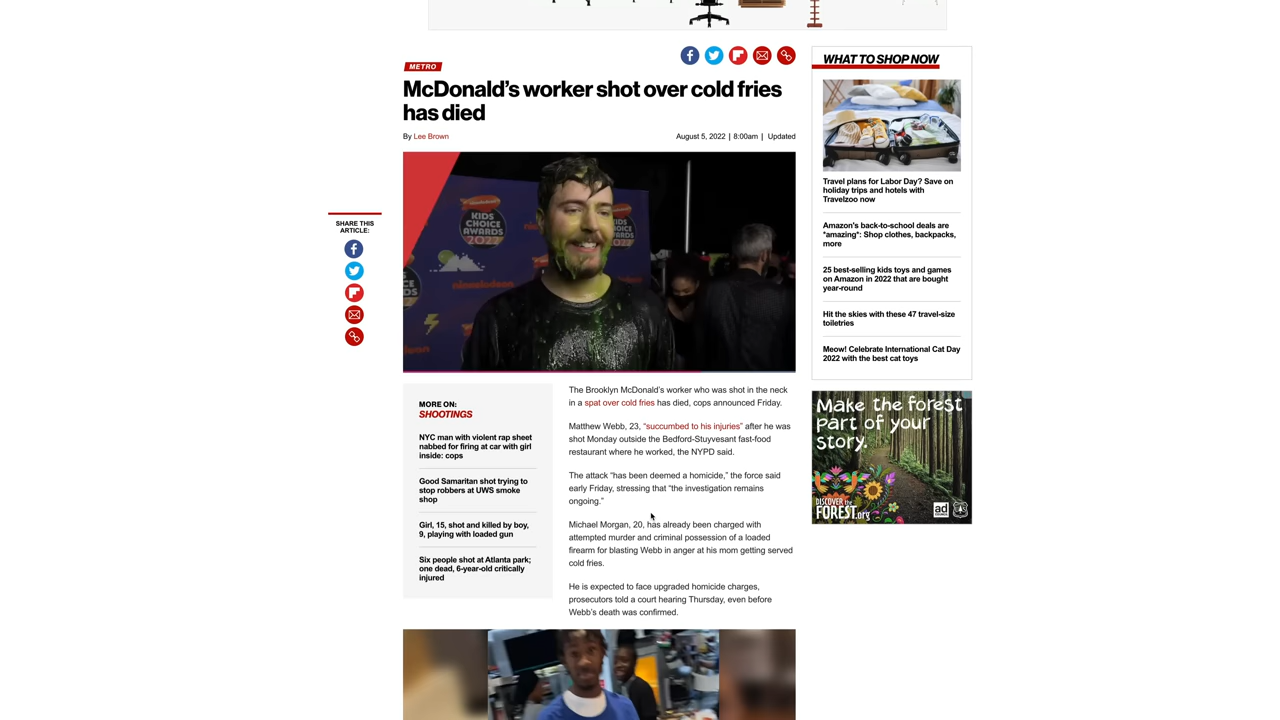 METRO
McDonald's worker shot over cold fries
has died
By Lee Brown
August 5, 2022 | 8:00am | Updated
SHARE THIS
ARTICLE:
nickelodeon
KIDS
CHOICE
AWARDS
2022
nickelodeon
MORE ON:
SHOOTINGS
NYC man with violent rap sheet
nabbed for firing at car with girl
inside: cops
Good Samaritan shot trying to
stop robbers at UWS smoke
shop
Girl, 15, shot and killed by boy,
9, playing with loaded gun
Six people shot at Atlanta park;
one dead, 6-year-old critically
injured
The Brooklyn McDonald's worker who was shot in the neck
in a spat over cold fries has died, cops announced Friday.
Matthew Webb, 23, "succumbed to his injuries" after he was
shot Monday outside the Bedford-Stuyvesant fast-food
restaurant where he worked, the NYPD said.
The attack "has been deemed a homicide," the force said
early Friday, stressing that "the investigation remains
ongoing."
Michael Morgan, 20, has already been charged with
attempted murder and criminal possession of a loaded
firearm for blasting Webb in anger at his mom getting served
cold fries.
He is expected to face upgraded homicide charges,
prosecutors told a court hearing Thursday, even before
Webb's death was confirmed.
WHAT TO SHOP NOW
Travel plans for Labor Day? Save on
holiday trips and hotels with
Travelzoo now
Amazon's back-to-school deals are
*amazing*: Shop clothes, backpacks,
more
25 best-selling kids toys and games
on Amazon in 2022 that are bought
year-round
Hit the skies with these 47 travel-size
toiletries
Meow! Celebrate International Cat Day
2022 with the best cat toys
Make the forest
part of your
story.
DISCOVER the
FOREST.org
ad